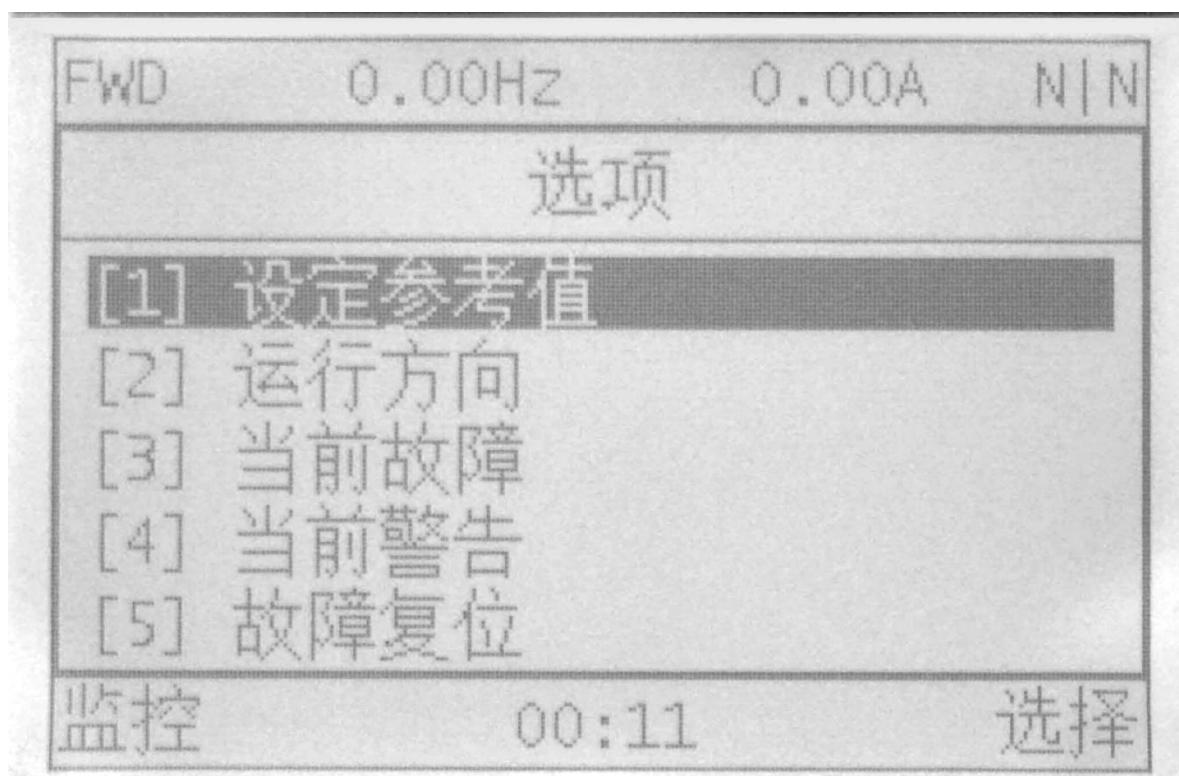 FWD 0.00Hz 0.00A N|N
选项
[1] 设定参考值
[2] 运行方向
[3] 当前故障
[4] 当前警告
[5] 故障复位
监控 00:11 选择